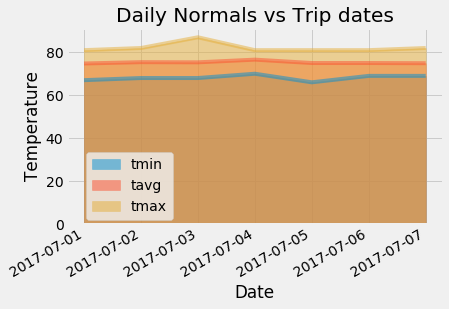 Daily Normals vs Trip dates
Temperature
80
60
40
20
0
tmin
tavg
tmax
2017-07-01
2017-07-02
2017-07-03
2017-07-04
2017-07-05
2017-07-06
2017-07-07
Date